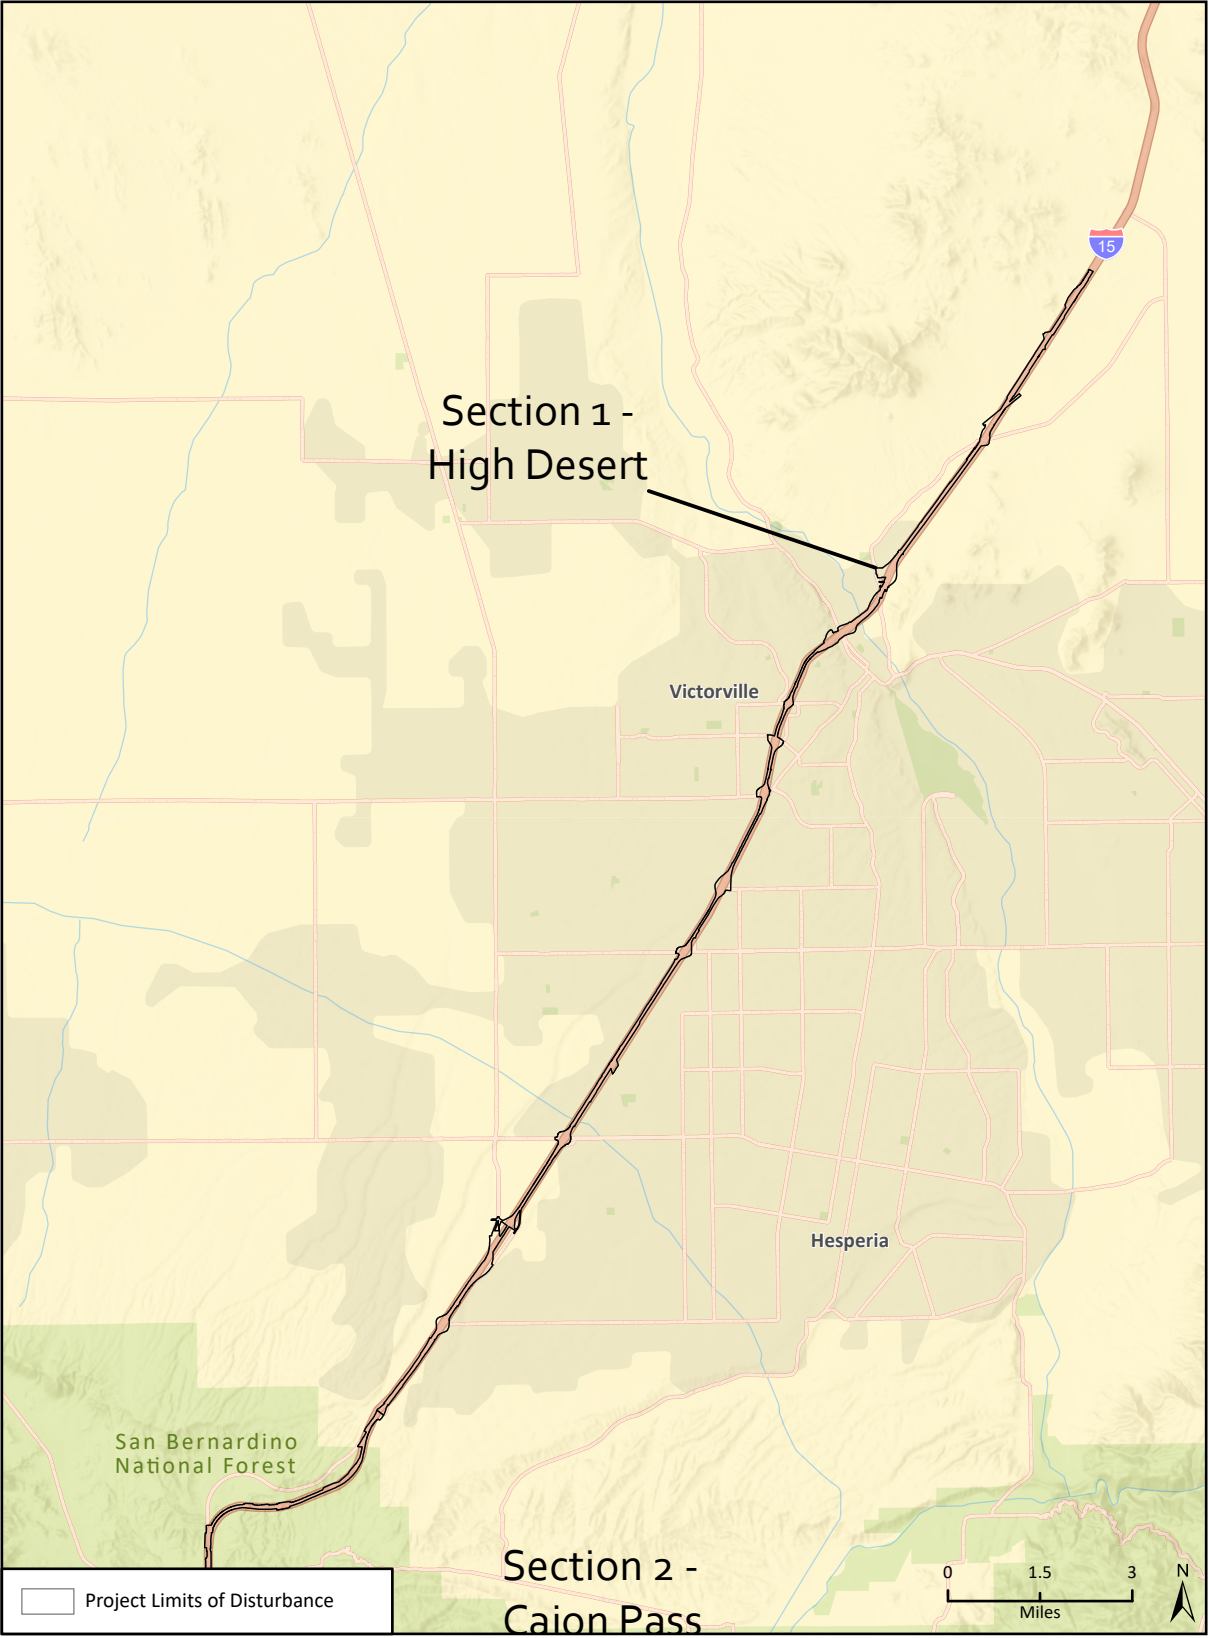 15
Section 1 -
High Desert
Victorville
Hesperia
San Bernardino
National Forest
Section 2 -
Cajon Pass
Project Limits of Disturbance
0 1.5 3
Miles
N